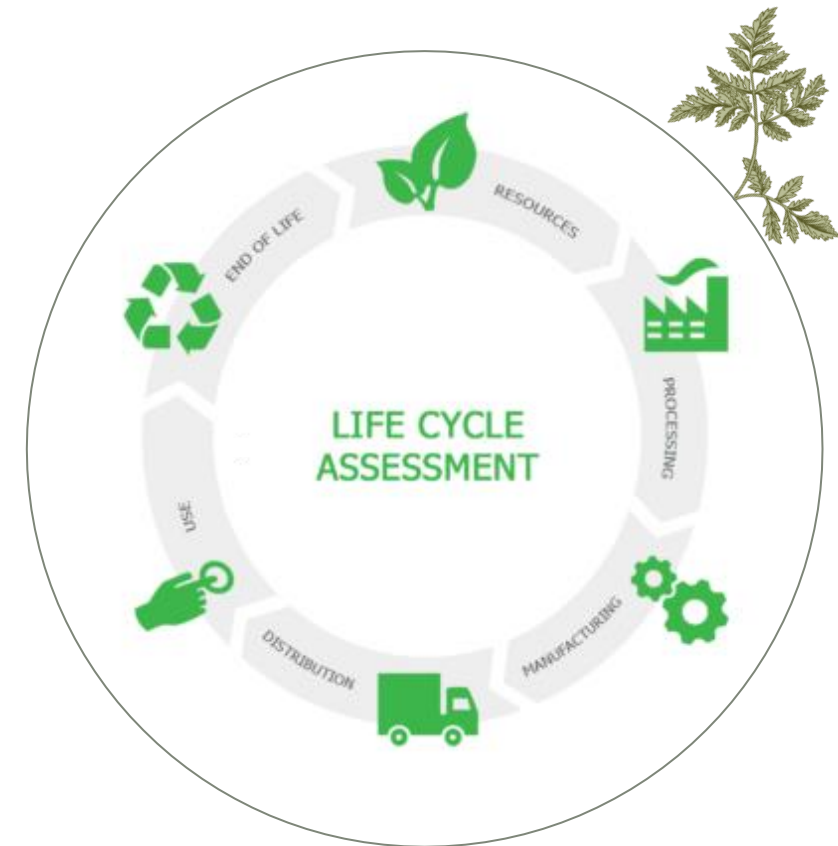 LIFE CYCLE
ASSESSMENT
RESOURCES
PROCESSING
MANUFACTURING
DISTRIBUTION
USE
END OF LIFE